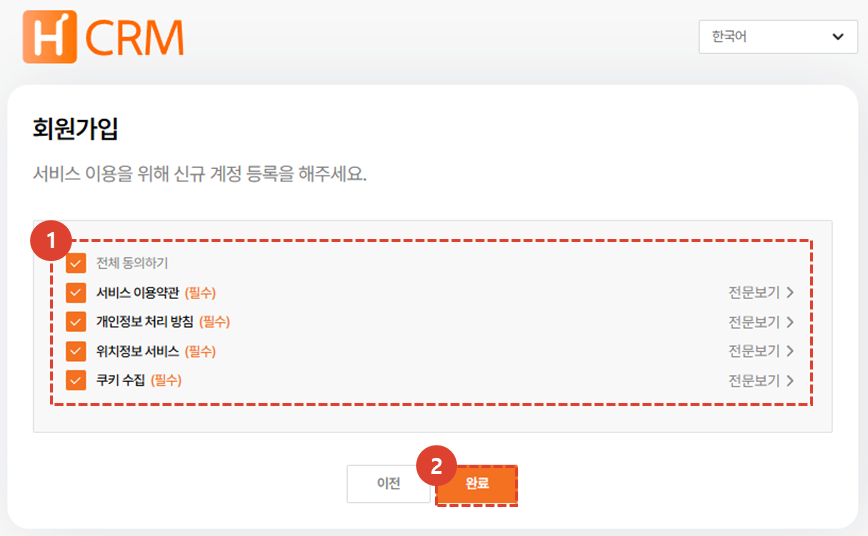 H CRM
한국어
회원가입
서비스 이용을 위해 신규 계정 등록을 해주세요.
1
전체 동의하기
서비스 이용약관 (필수) 전문보기
개인정보 처리 방침 (필수) 전문보기
위치정보 서비스 (필수) 전문보기
쿠키 수집 (필수) 전문보기
이전
2
완료